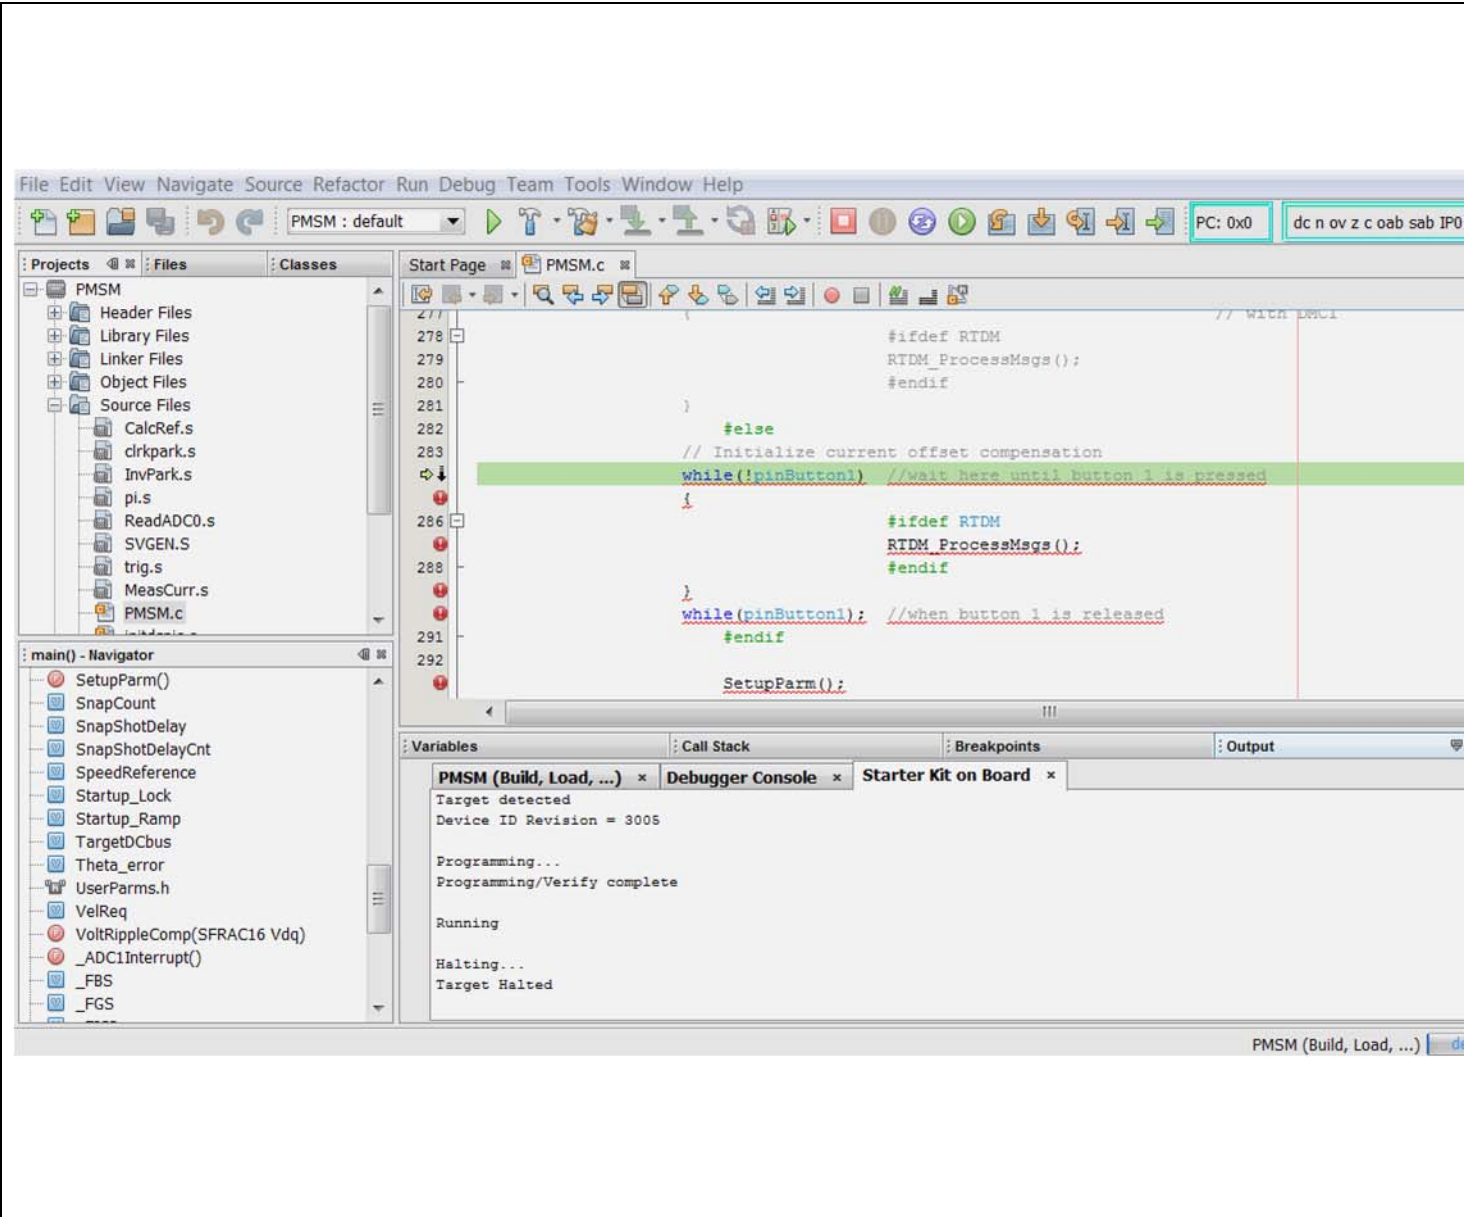 File Edit View Navigate Source Refactor Run Debug Team Tools Window Help
PMSM : default
PC: 0x0
dc n ov z c oab sab IP0
Projects
Files
Classes
PMSM
Header Files
Library Files
Linker Files
Object Files
Source Files
CalcRef.s
clrkpark.s
InvPark.s
pi.s
ReadADC0.s
SVGEN.S
trig.s
MeasCurr.s
PMSM.c
main() - Navigator
SetupParm()
SnapCount
SnapShotDelay
SnapShotDelayCnt
SpeedReference
Startup_Lock
Startup_Ramp
TargetDCbus
Theta_error
UserParms.h
VelReq
VoltRippleComp(SFRAC16 Vdq)
_ADC1Interrupt()
_FBS
_FGS
Start Page
PMSM.c
277 { // with DMCI
278 #ifdef RTDM
279 RTDM_ProcessMsgs();
280 #endif
281 }
282 #else
283 // Initialize current offset compensation
while(!pinButton1) //wait here until button 1 is pressed
{
286 #ifdef RTDM
RTDM_ProcessMsgs();
288 #endif
}
while(pinButton1); //when button 1 is released
291 #endif
292
SetupParm();
Variables
Call Stack
Breakpoints
Output
PMSM (Build, Load, ...)
Debugger Console
Starter Kit on Board
Target detected
Device ID Revision = 3005
Programming...
Programming/Verify complete
Running
Halting...
Target Halted
PMSM (Build, Load, ...)